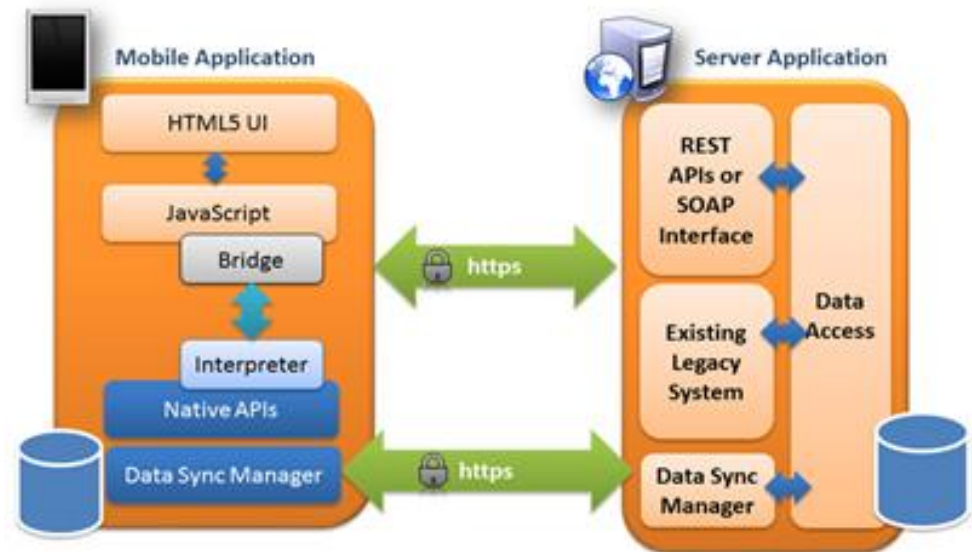 Mobile Application
HTML5 UI
JavaScript
Bridge
Interpreter
Native APIs
Data Sync Manager
https
https
Server Application
REST
APIs or
SOAP
Interface
Existing
Legacy
System
Data Sync
Manager
Data
Access